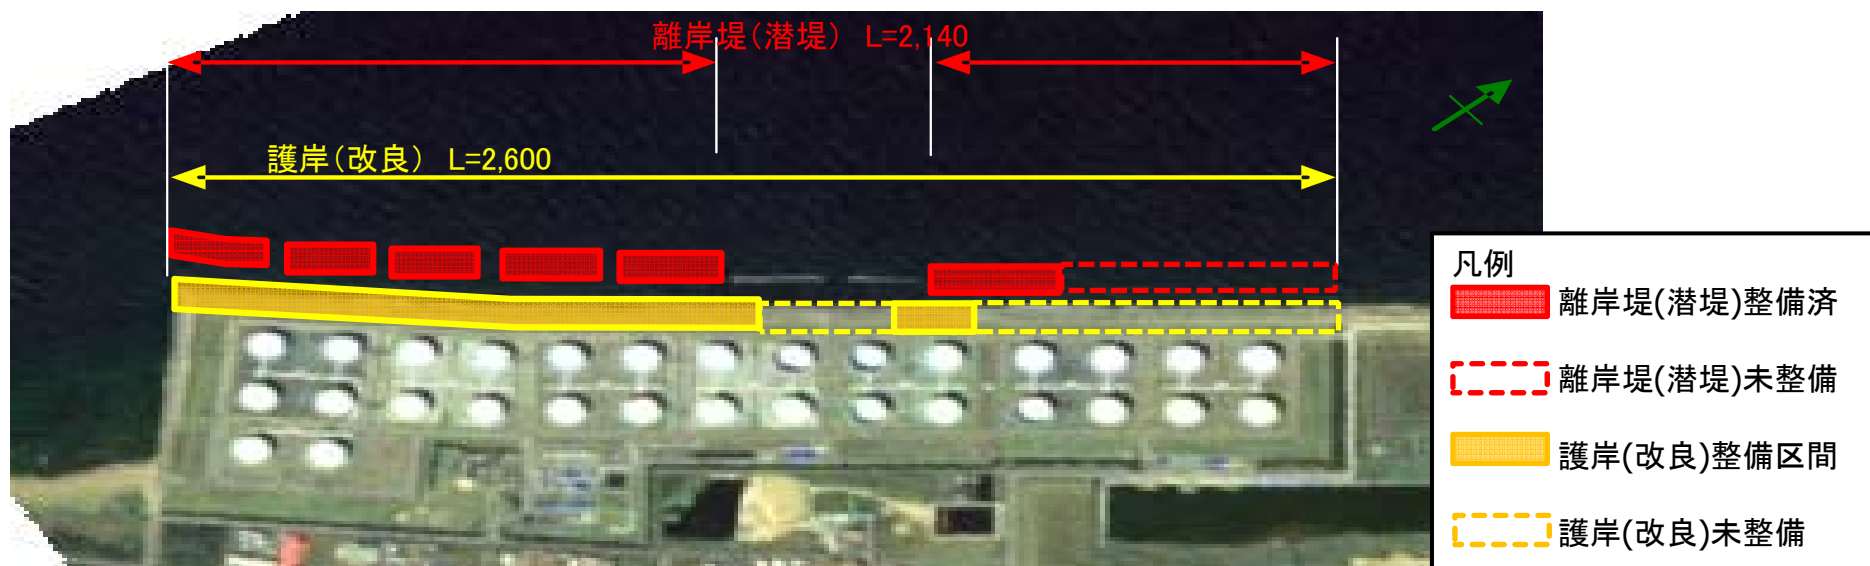 離岸堤(潜堤) L=2,140
護岸(改良) L=2,600
凡例
離岸堤(潜堤)整備済
離岸堤(潜堤)未整備
護岸(改良)整備区間
護岸(改良)未整備